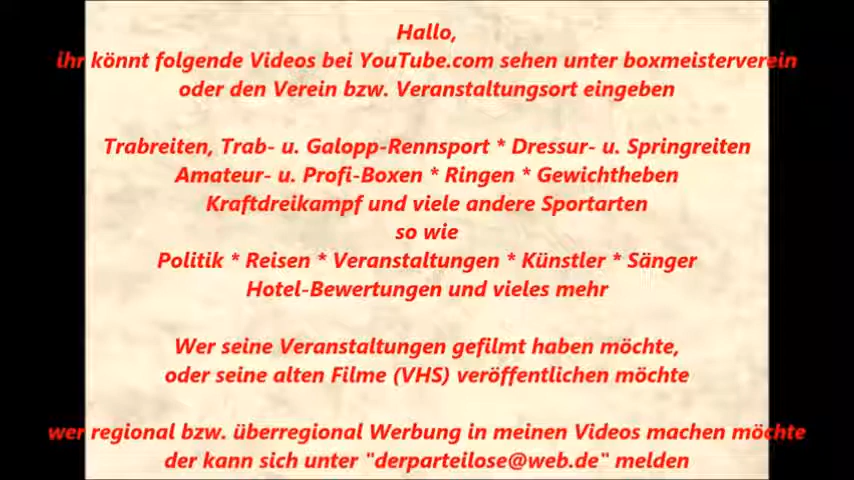 Hallo,
ihr könnt folgende Videos bei YouTube.com sehen unter boxmeisterverein
oder den Verein bzw. Veranstaltungsort eingeben
Trabreiten, Trab- u. Galopp-Rennsport * Dressur- u. Springreiten
Amateur- u. Profi-Boxen * Ringen * Gewichtheben
Kraftdreikampf und viele andere Sportarten
so wie
Politik * Reisen * Veranstaltungen * Künstler * Sänger
Hotel-Bewertungen und vieles mehr
Wer seine Veranstaltungen gefilmt haben möchte,
oder seine alten Filme (VHS) veröffentlichen möchte
wer regional bzw. überregional Werbung in meinen Videos machen möchte
der kann sich unter "derparteilose@web.de" melden